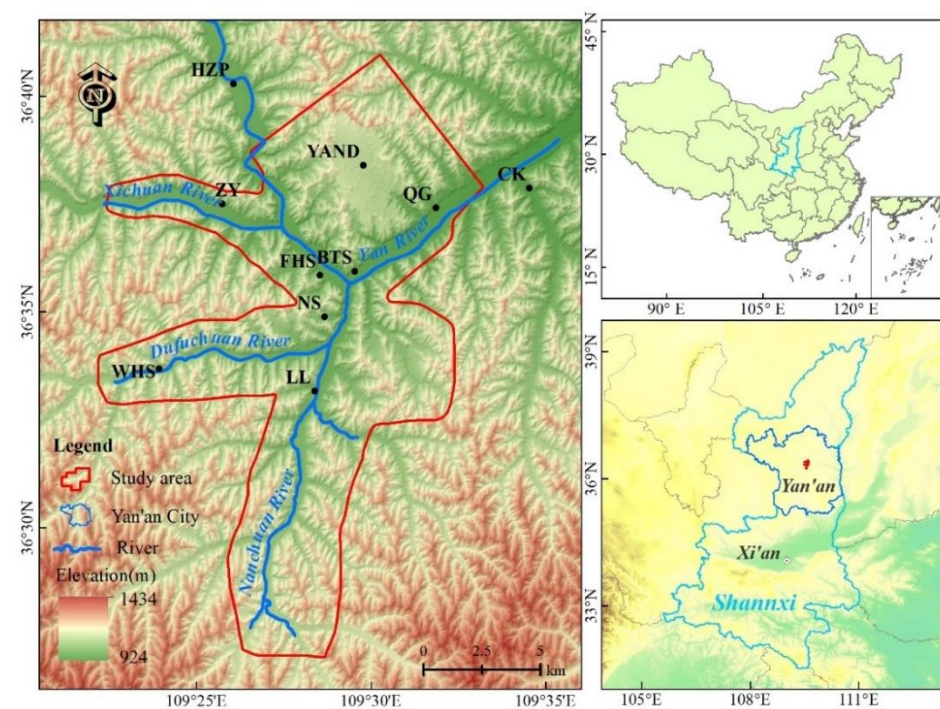 N
HZP
YAND
Xichuan River
ZY
QG
CK
Yan River
FHS
BTS
NS
Dufuchuan River
WHS
LL
Nanchuan River
Legend
Study area
Yan'an City
River
Elevation(m)
1434
924
0 2.5 5
km
36°40'N
36°35'N
36°30'N
109°25'E
109°30'E
109°35'E
45°N
30°N
15°N
90° E
105°E
120°E
39°N
36°N
33°N
Yan'an
Xi'an
Shannxi
105°E
108°E
111°E